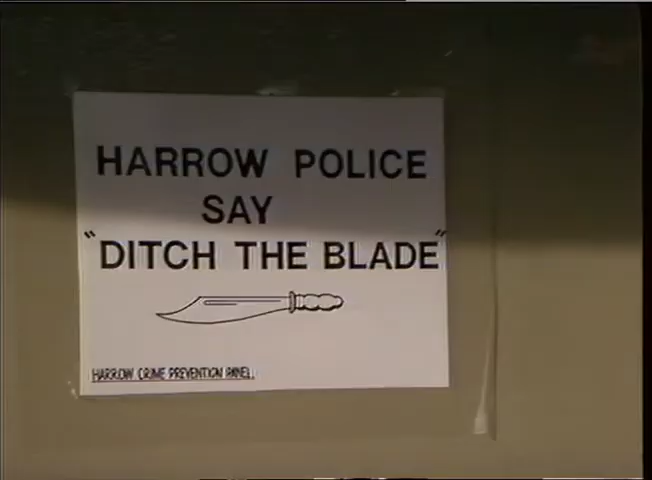 HARROW POLICE
SAY
"DITCH THE BLADE"
HARROW CRIME PREVENTION PANEL.